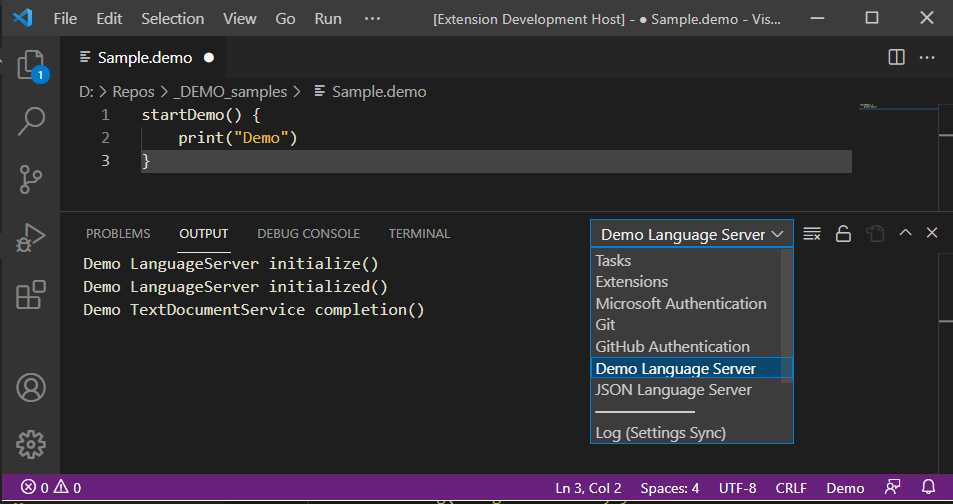 File Edit Selection View Go Run ··· [Extension Development Host] - ● Sample.demo - Vis...
Sample.demo ●
1
D: > Repos > _DEMO_samples > Sample.demo
1 startDemo() {
2 print("Demo")
3 }
PROBLEMS OUTPUT DEBUG CONSOLE TERMINAL Demo Language Server
Demo LanguageServer initialize()
Demo LanguageServer initialized()
Demo TextDocumentService completion()
Tasks
Extensions
Microsoft Authentication
Git
GitHub Authentication
Demo Language Server
JSON Language Server
Log (Settings Sync)
0 0 Ln 3, Col 2 Spaces: 4 UTF-8 CRLF Demo